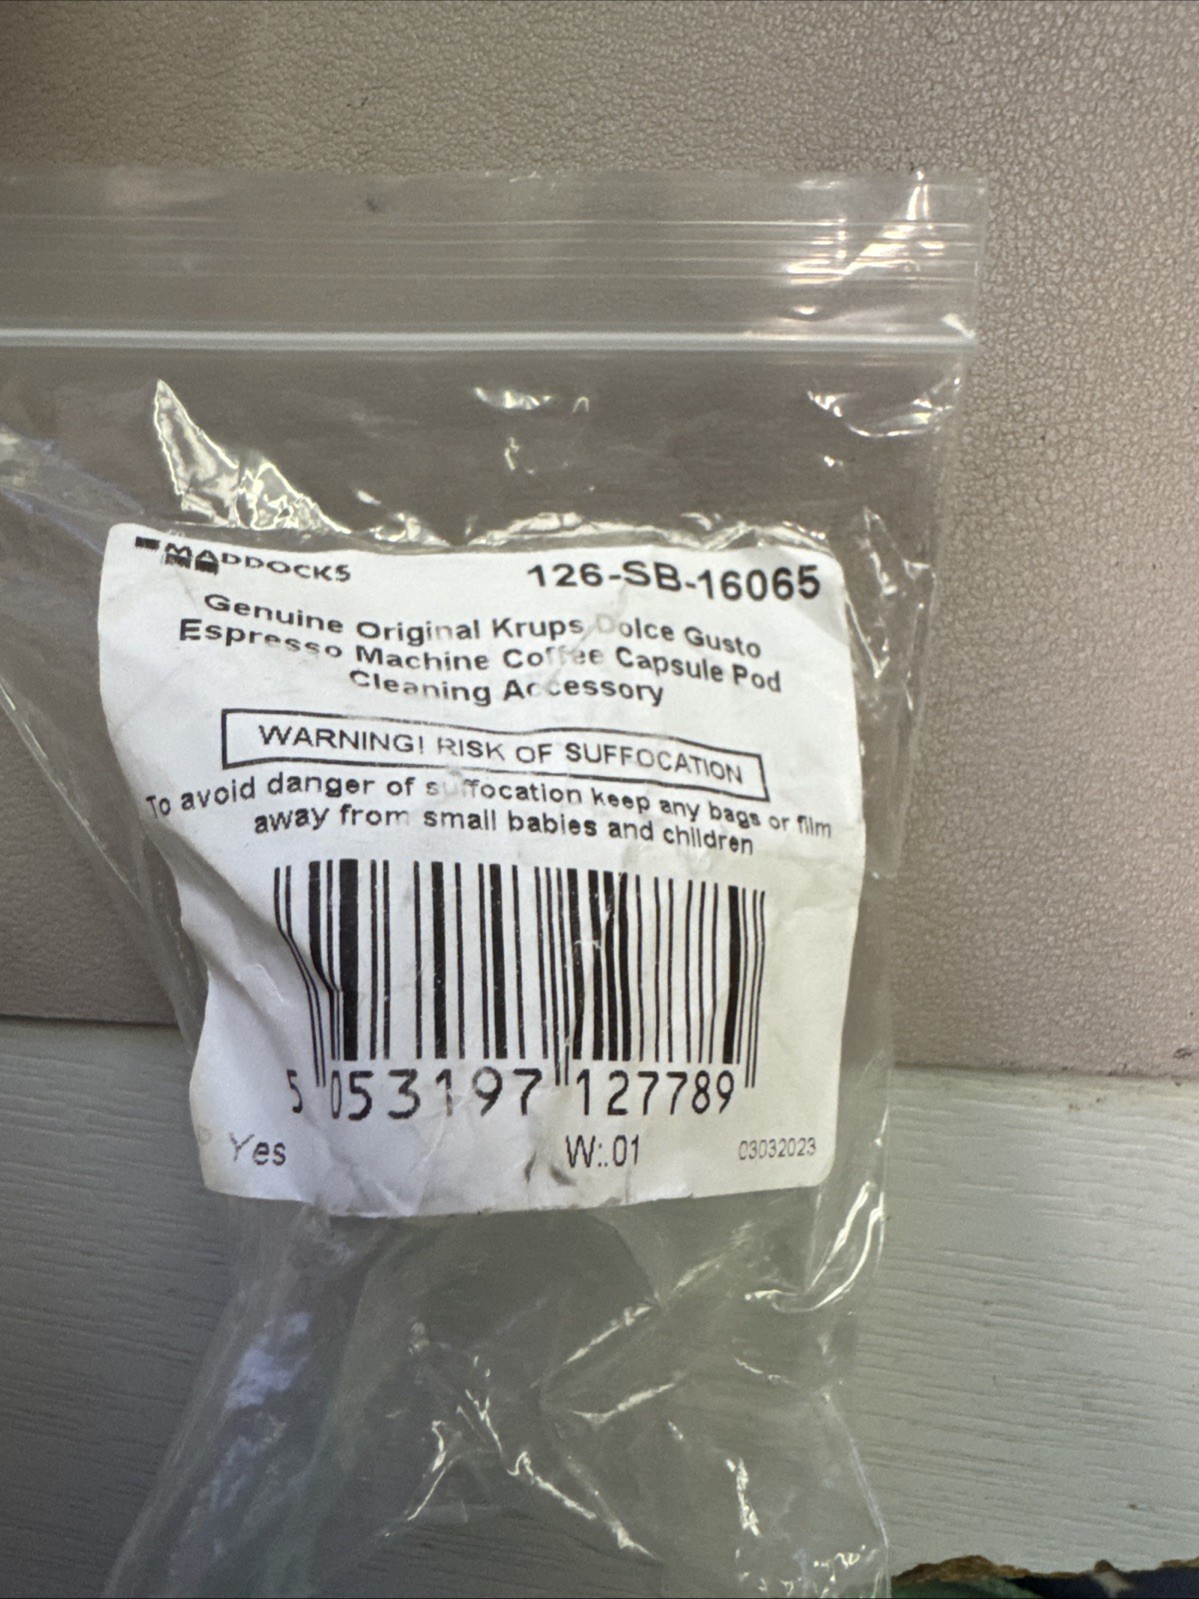 MADDOCKS
126-SB-16065
Genuine Original Krups Dolce Gusto
Espresso Machine Coffee Capsule Pod
Cleaning Accessory
WARNING! RISK OF SUFFOCATION
To avoid danger of suffocation keep any bags or film
away from small babies and children
5 053197 127789
Yes
W:.01
03032023